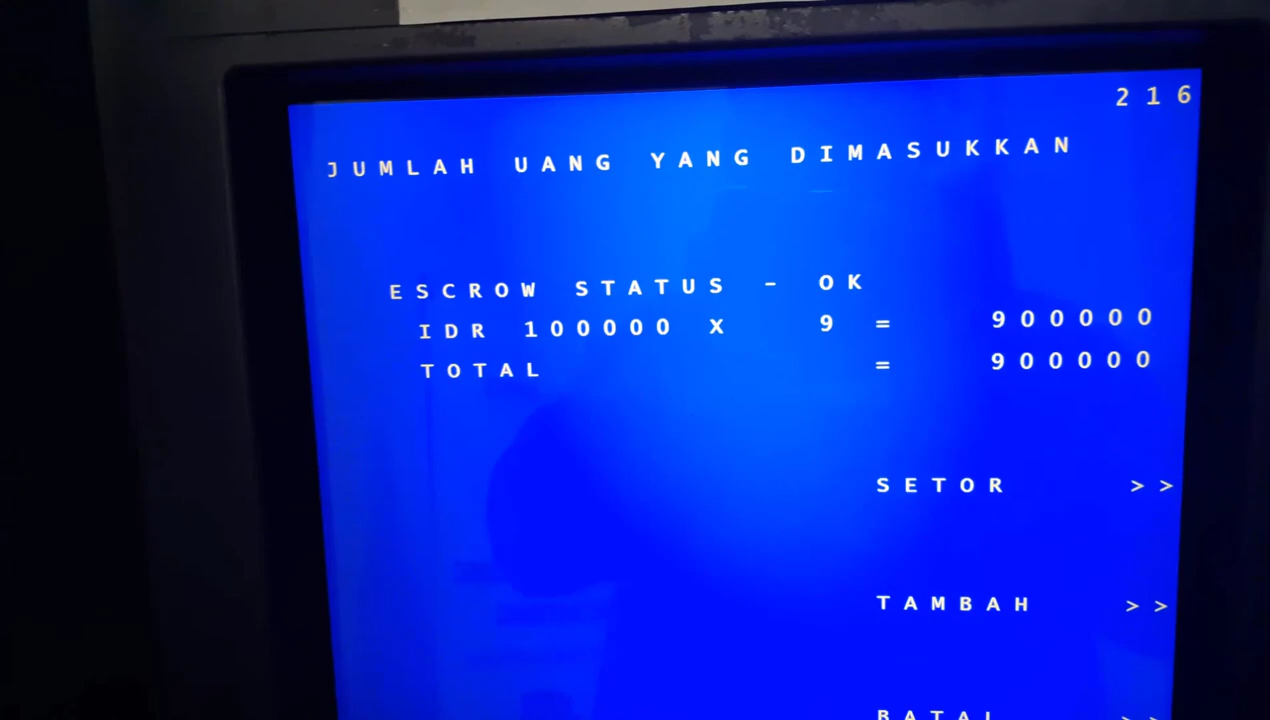 216
JUMLAH UANG YANG DIMASUKKAN
ESCROW STATUS - OK
IDR 100000 X 9 = 900000
TOTAL = 900000
SETOR >>
TAMBAH >>
BATAL >>